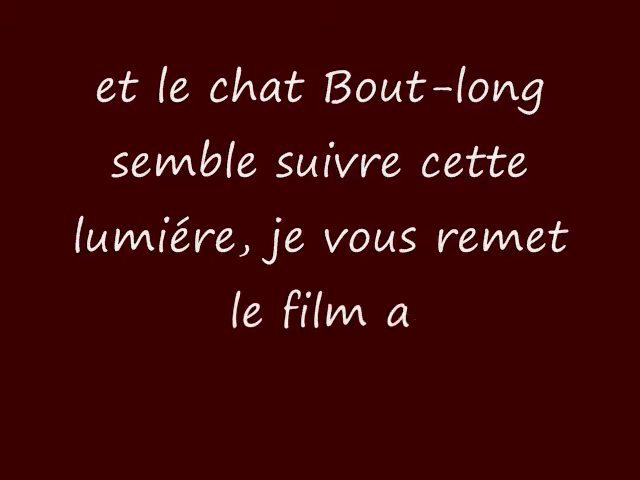 et le chat Bout-long
semble suivre cette
lumiére, je vous remet
le film a